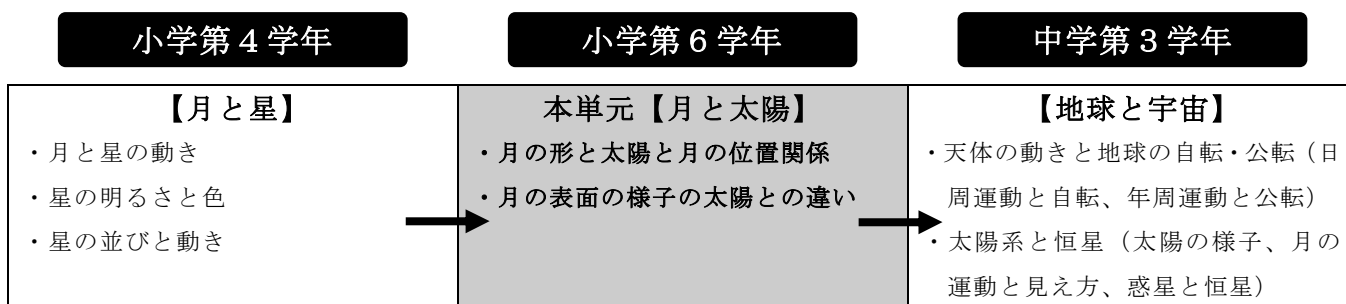 小学第４学年
小学第６学年
中学第３学年
【月と星】
・月と星の動き
・星の明るさと色
・星の並びと動き
本単元【月と太陽】
・月の形と太陽と月の位置関係
・月の表面の様子の太陽との違い
【地球と宇宙】
・天体の動きと地球の自転・公転（日
周運動と自転、年周運動と公転）
・太陽系と恒星（太陽の様子、月の
運動と見え方、惑星と恒星）